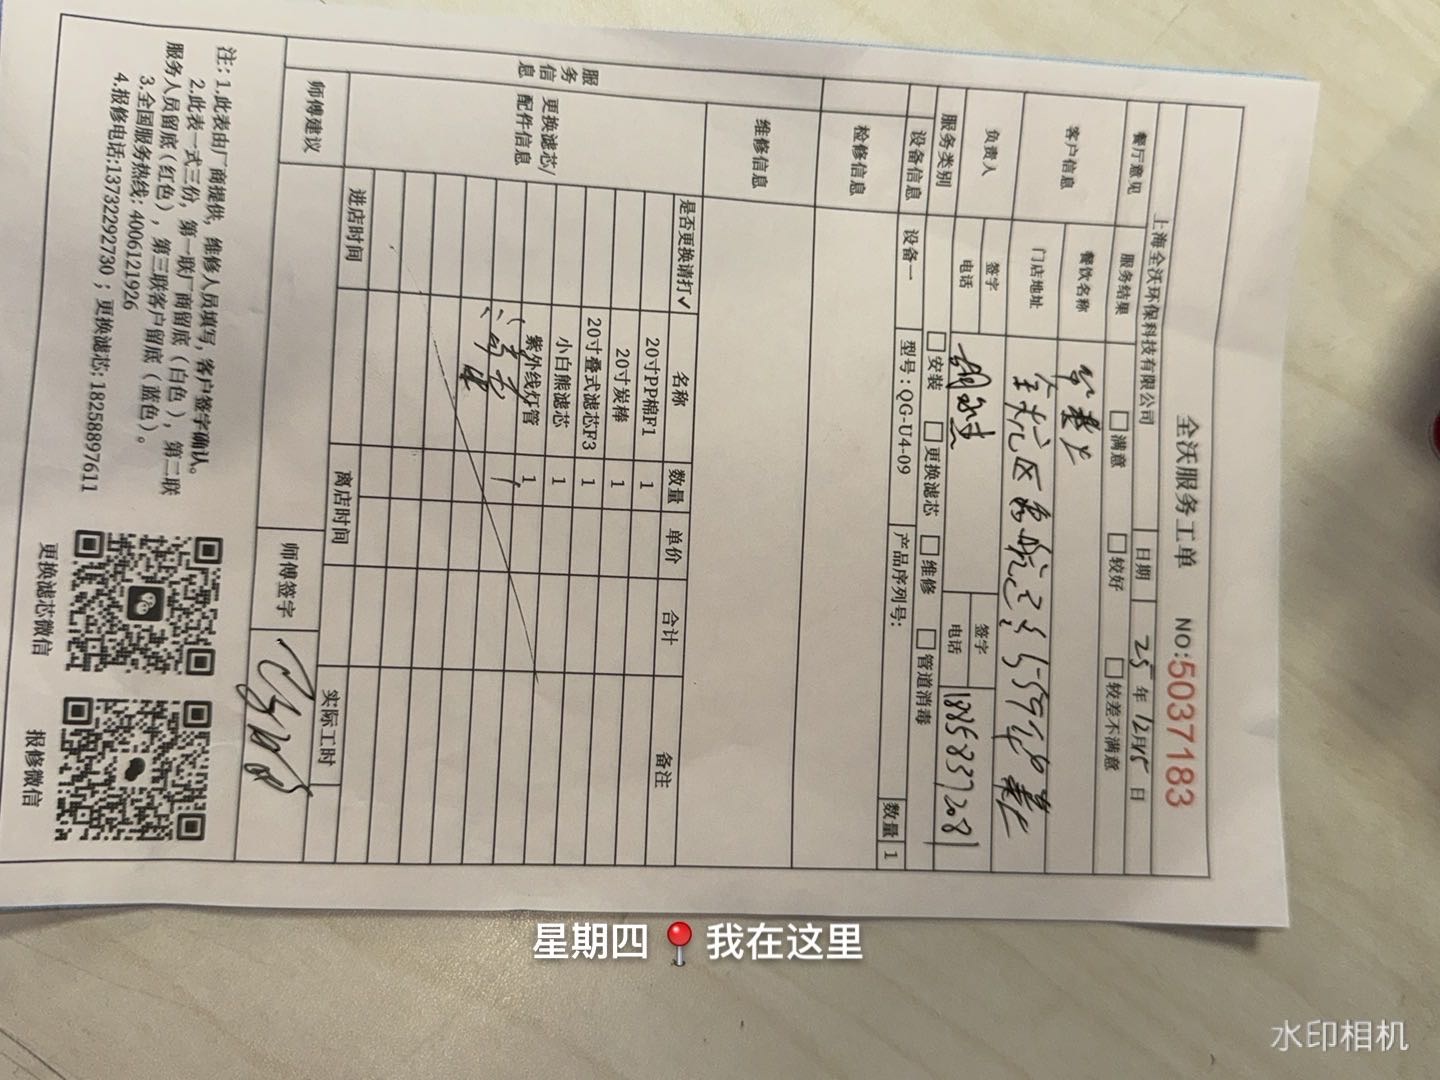 全沃服务工单 NO:5037183
上海全沃环保科技有限公司 日期 25年12月15日
餐厅意见 服务结果 满意 较好 较差不满意
客户信息 餐饮名称
门店地址
负责人 签字 签字
电话 电话 18358337208
服务类别 安装 更换滤芯 维修 管道消毒
设备信息 设备一 型号:QG-U4-09 产品序列号: 数量 1
检修信息
维修信息
服务信息
更换滤芯/配件信息
是否更换请打✓ 名称 数量 单价 合计 备注
20寸PP棉F1 1
20寸炭棒 1
20寸叠式滤芯F3 1
小白熊滤芯 1
紫外线灯管 1
进店时间 离店时间 实际工时
师傅建议 师傅签字
注: 1.此表由厂商提供, 维修人员填写, 客户签字确认。
2.此表一式三份, 第一联厂商留底（白色）, 第二联
服务人员留底（红色）, 第三联客户留底（蓝色）。
3.全国服务热线: 4006121926
4.报修电话:13732292730 ; 更换滤芯: 18258897611
更换滤芯微信
报修微信
星期四 我在这里
水印相机